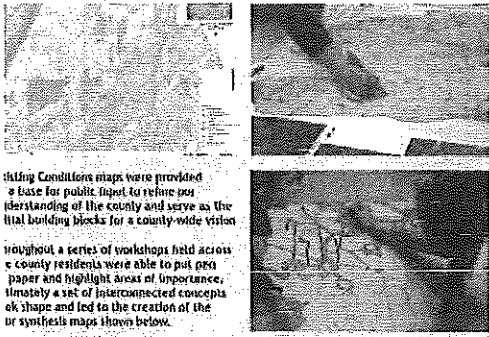 isting Conditions maps were provided
a base for public input to refine our
derstanding of the county and serve as the
itial building blocks for a county-wide vision
roughout a series of workshops held across
e county residents were able to put pen
paper and highlight areas of importance,
timately a set of interconnected concepts
ok shape and led to the creation of the
ur synthesis maps shown below.